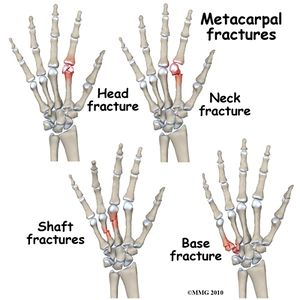 Metacarpal
fractures
Head
fracture
Neck
fracture
Shaft
fractures
Base
fracture
©MMG 2010